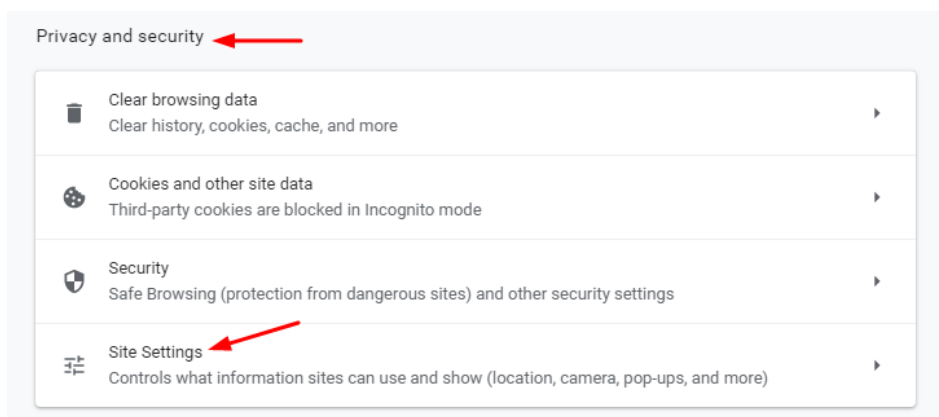 Privacy and security
Clear browsing data
Clear history, cookies, cache, and more
Cookies and other site data
Third-party cookies are blocked in Incognito mode
Security
Safe Browsing (protection from dangerous sites) and other security settings
Site Settings
Controls what information sites can use and show (location, camera, pop-ups, and more)